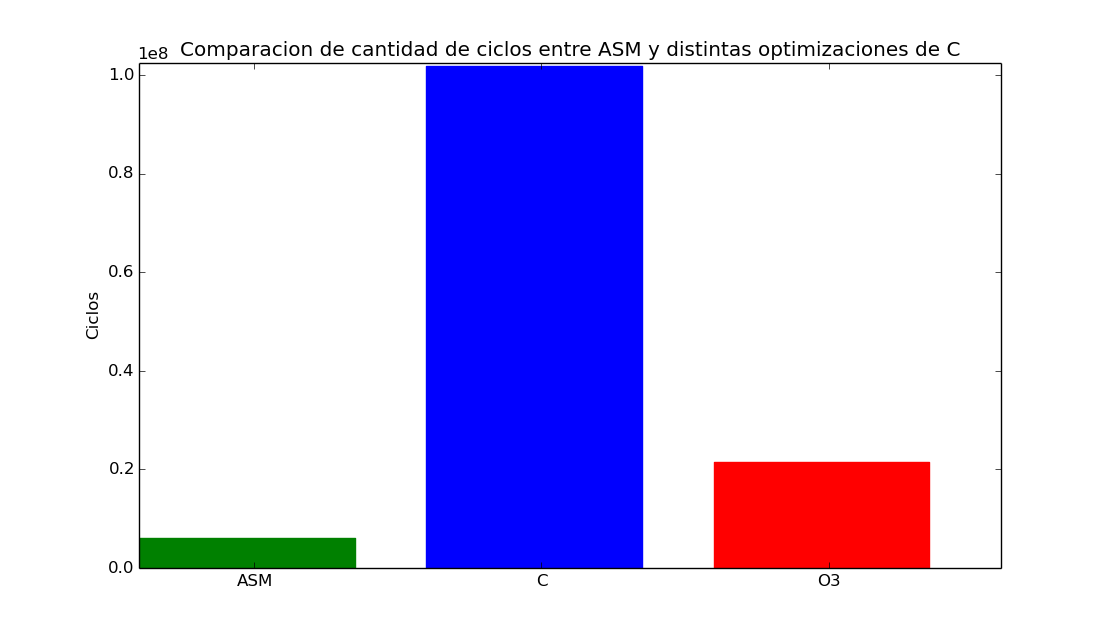 Comparacion de cantidad de ciclos entre ASM y distintas optimizaciones de C
1e8
1.0
0.8
0.6
0.4
0.2
0.0
Ciclos
ASM
C
O3